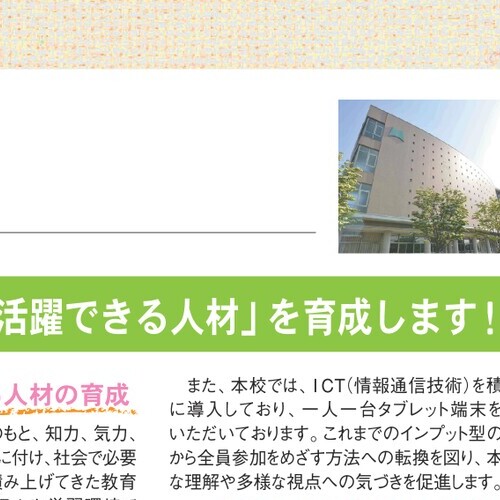 活躍できる人材」を育成します!
人材の育成
のもと、知力、気力、
に付け、社会で必要
積み上げてきた教育
また、本校では、ICT(情報通信技術)を積
に導入しており、一人一台タブレット端末を
いただいております。これまでのインプット型の
から全員参加をめざす方法への転換を図り、本
な理解や多様な視点への気づきを促進します。